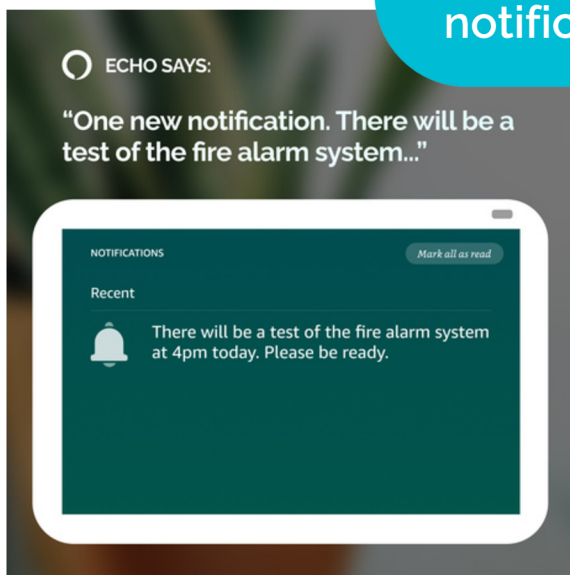 ECHO SAYS:
“One new notification. There will be a
test of the fire alarm system...”
NOTIFICATIONS
Mark all as read
Recent
There will be a test of the fire alarm system
at 4pm today. Please be ready.